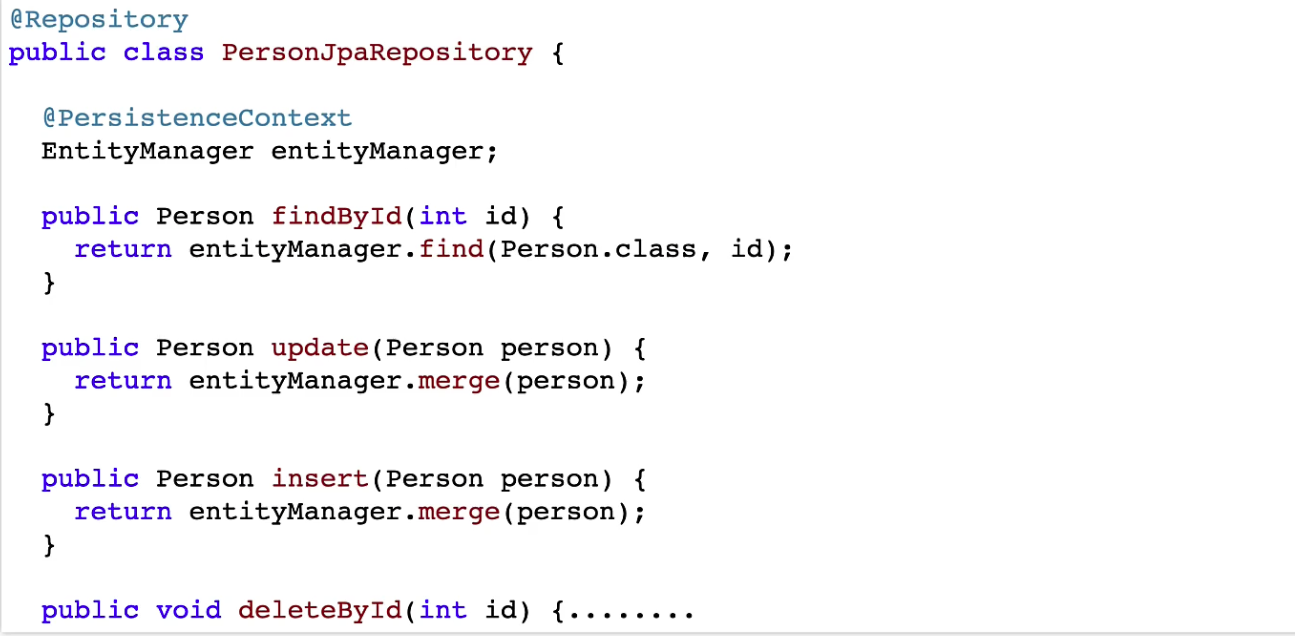 @Repository
public class PersonJpaRepository {
@PersistenceContext
EntityManager entityManager;
public Person findById(int id) {
return entityManager.find(Person.class, id);
}
public Person update(Person person) {
return entityManager.merge(person);
}
public Person insert(Person person) {
return entityManager.merge(person);
}
public void deleteById(int id) {........